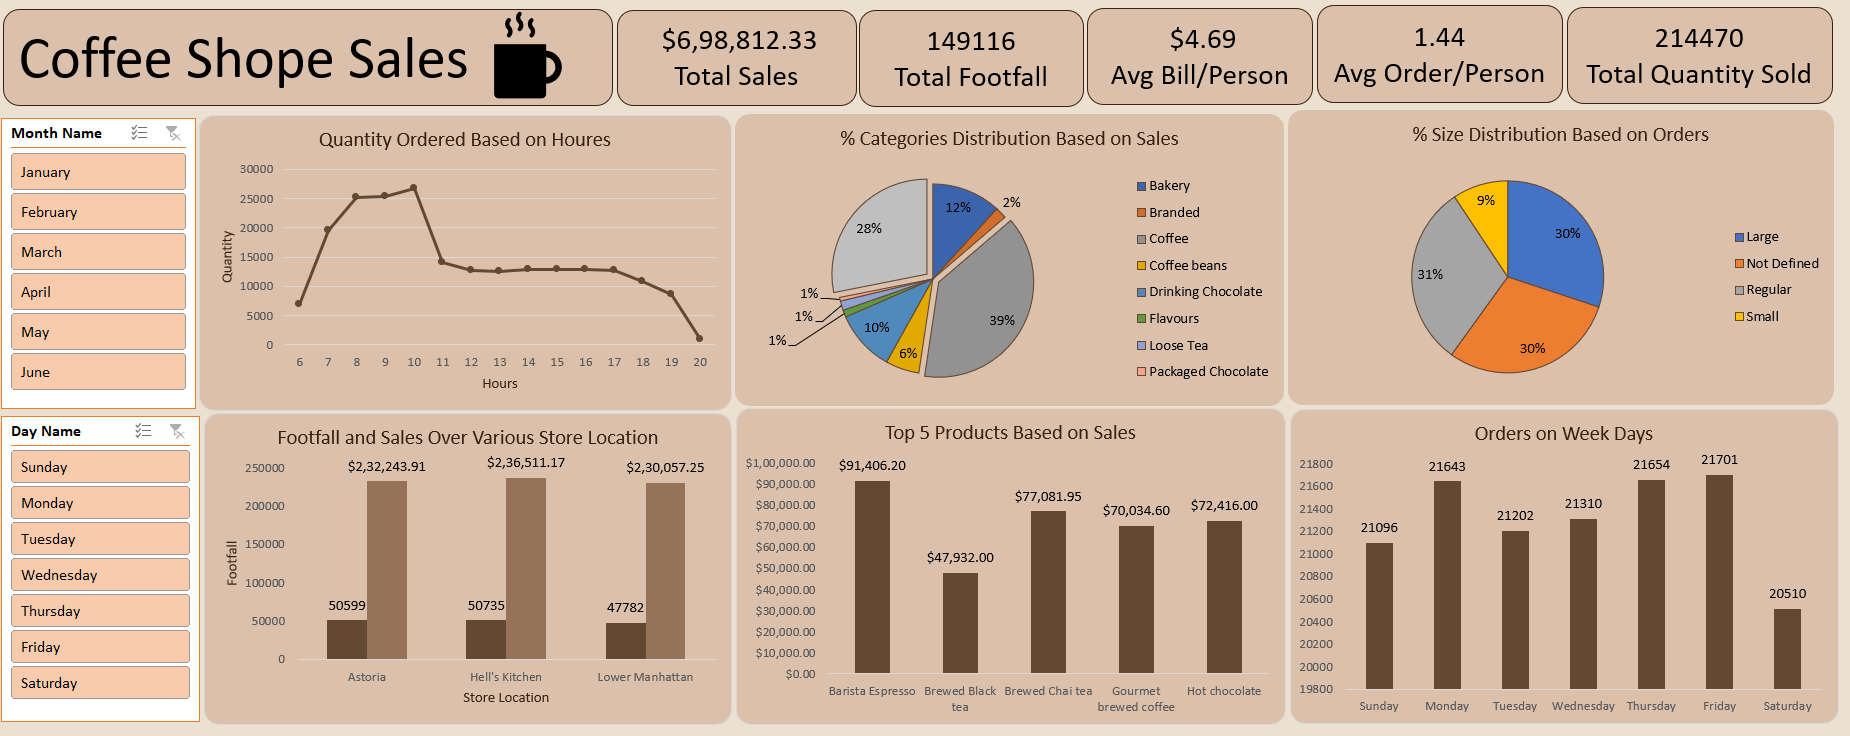 Coffee Shope Sales
$6,98,812.33
Total Sales
149116
Total Footfall
$4.69
Avg Bill/Person
1.44
Avg Order/Person
214470
Total Quantity Sold
Month Name
January
February
March
April
May
June
Day Name
Sunday
Monday
Tuesday
Wednesday
Thursday
Friday
Saturday
Quantity Ordered Based on Houres
Quantity
30000
25000
20000
15000
10000
5000
0
6 7 8 9 10 11 12 13 14 15 16 17 18 19 20
Hours
% Categories Distribution Based on Sales
12%
2%
39%
6%
10%
1%
1%
1%
28%
Bakery
Branded
Coffee
Coffee beans
Drinking Chocolate
Flavours
Loose Tea
Packaged Chocolate
% Size Distribution Based on Orders
30%
30%
31%
9%
Large
Not Defined
Regular
Small
Footfall and Sales Over Various Store Location
Footfall
250000
200000
150000
100000
50000
0
$2,32,243.91
$2,36,511.17
$2,30,057.25
50599
50735
47782
Astoria
Hell's Kitchen
Lower Manhattan
Store Location
Top 5 Products Based on Sales
$1,00,000.00
$90,000.00
$80,000.00
$70,000.00
$60,000.00
$50,000.00
$40,000.00
$30,000.00
$20,000.00
$10,000.00
$0.00
$91,406.20
$47,932.00
$77,081.95
$70,034.60
$72,416.00
Barista Espresso
Brewed Black
tea
Brewed Chai tea
Gourmet
brewed coffee
Hot chocolate
Orders on Week Days
21800
21600
21400
21200
21000
20800
20600
20400
20200
20000
19800
21096
21643
21202
21310
21654
21701
20510
Sunday
Monday
Tuesday
Wednesday
Thursday
Friday
Saturday